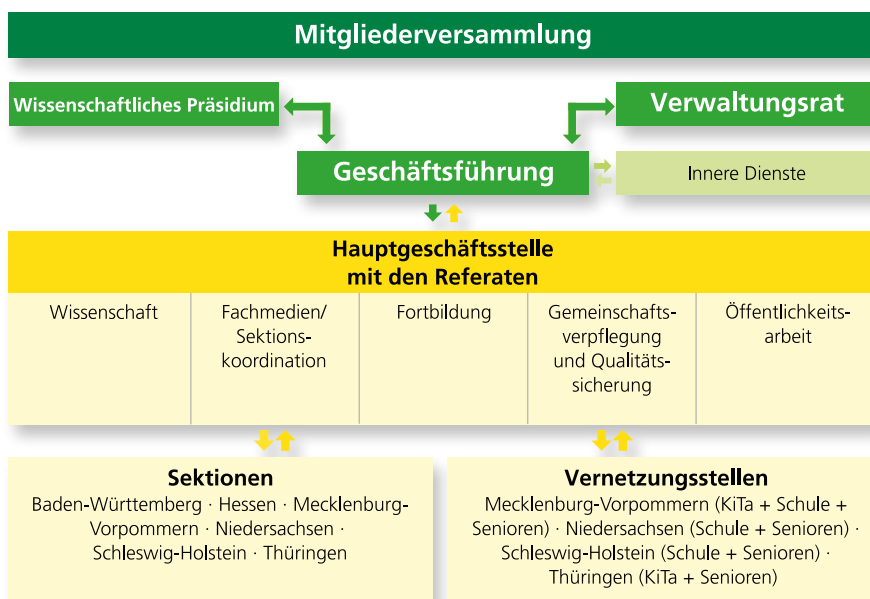 Mitgliederversammlung
Wissenschaftliches Präsidium
Verwaltungsrat
Geschäftsführung
Innere Dienste
Hauptgeschäftsstelle
mit den Referaten
Wissenschaft
Fachmedien/
Sektions-
koordination
Fortbildung
Gemeinschafts-
verpflegung
und Qualitäts-
sicherung
Öffentlichkeits-
arbeit
Sektionen
Baden-Württemberg · Hessen · Mecklenburg-
Vorpommern · Niedersachsen ·
Schleswig-Holstein · Thüringen
Vernetzungsstellen
Mecklenburg-Vorpommern (KiTa + Schule +
Senioren) · Niedersachsen (Schule + Senioren) ·
Schleswig-Holstein (Schule + Senioren) ·
Thüringen (KiTa + Senioren)